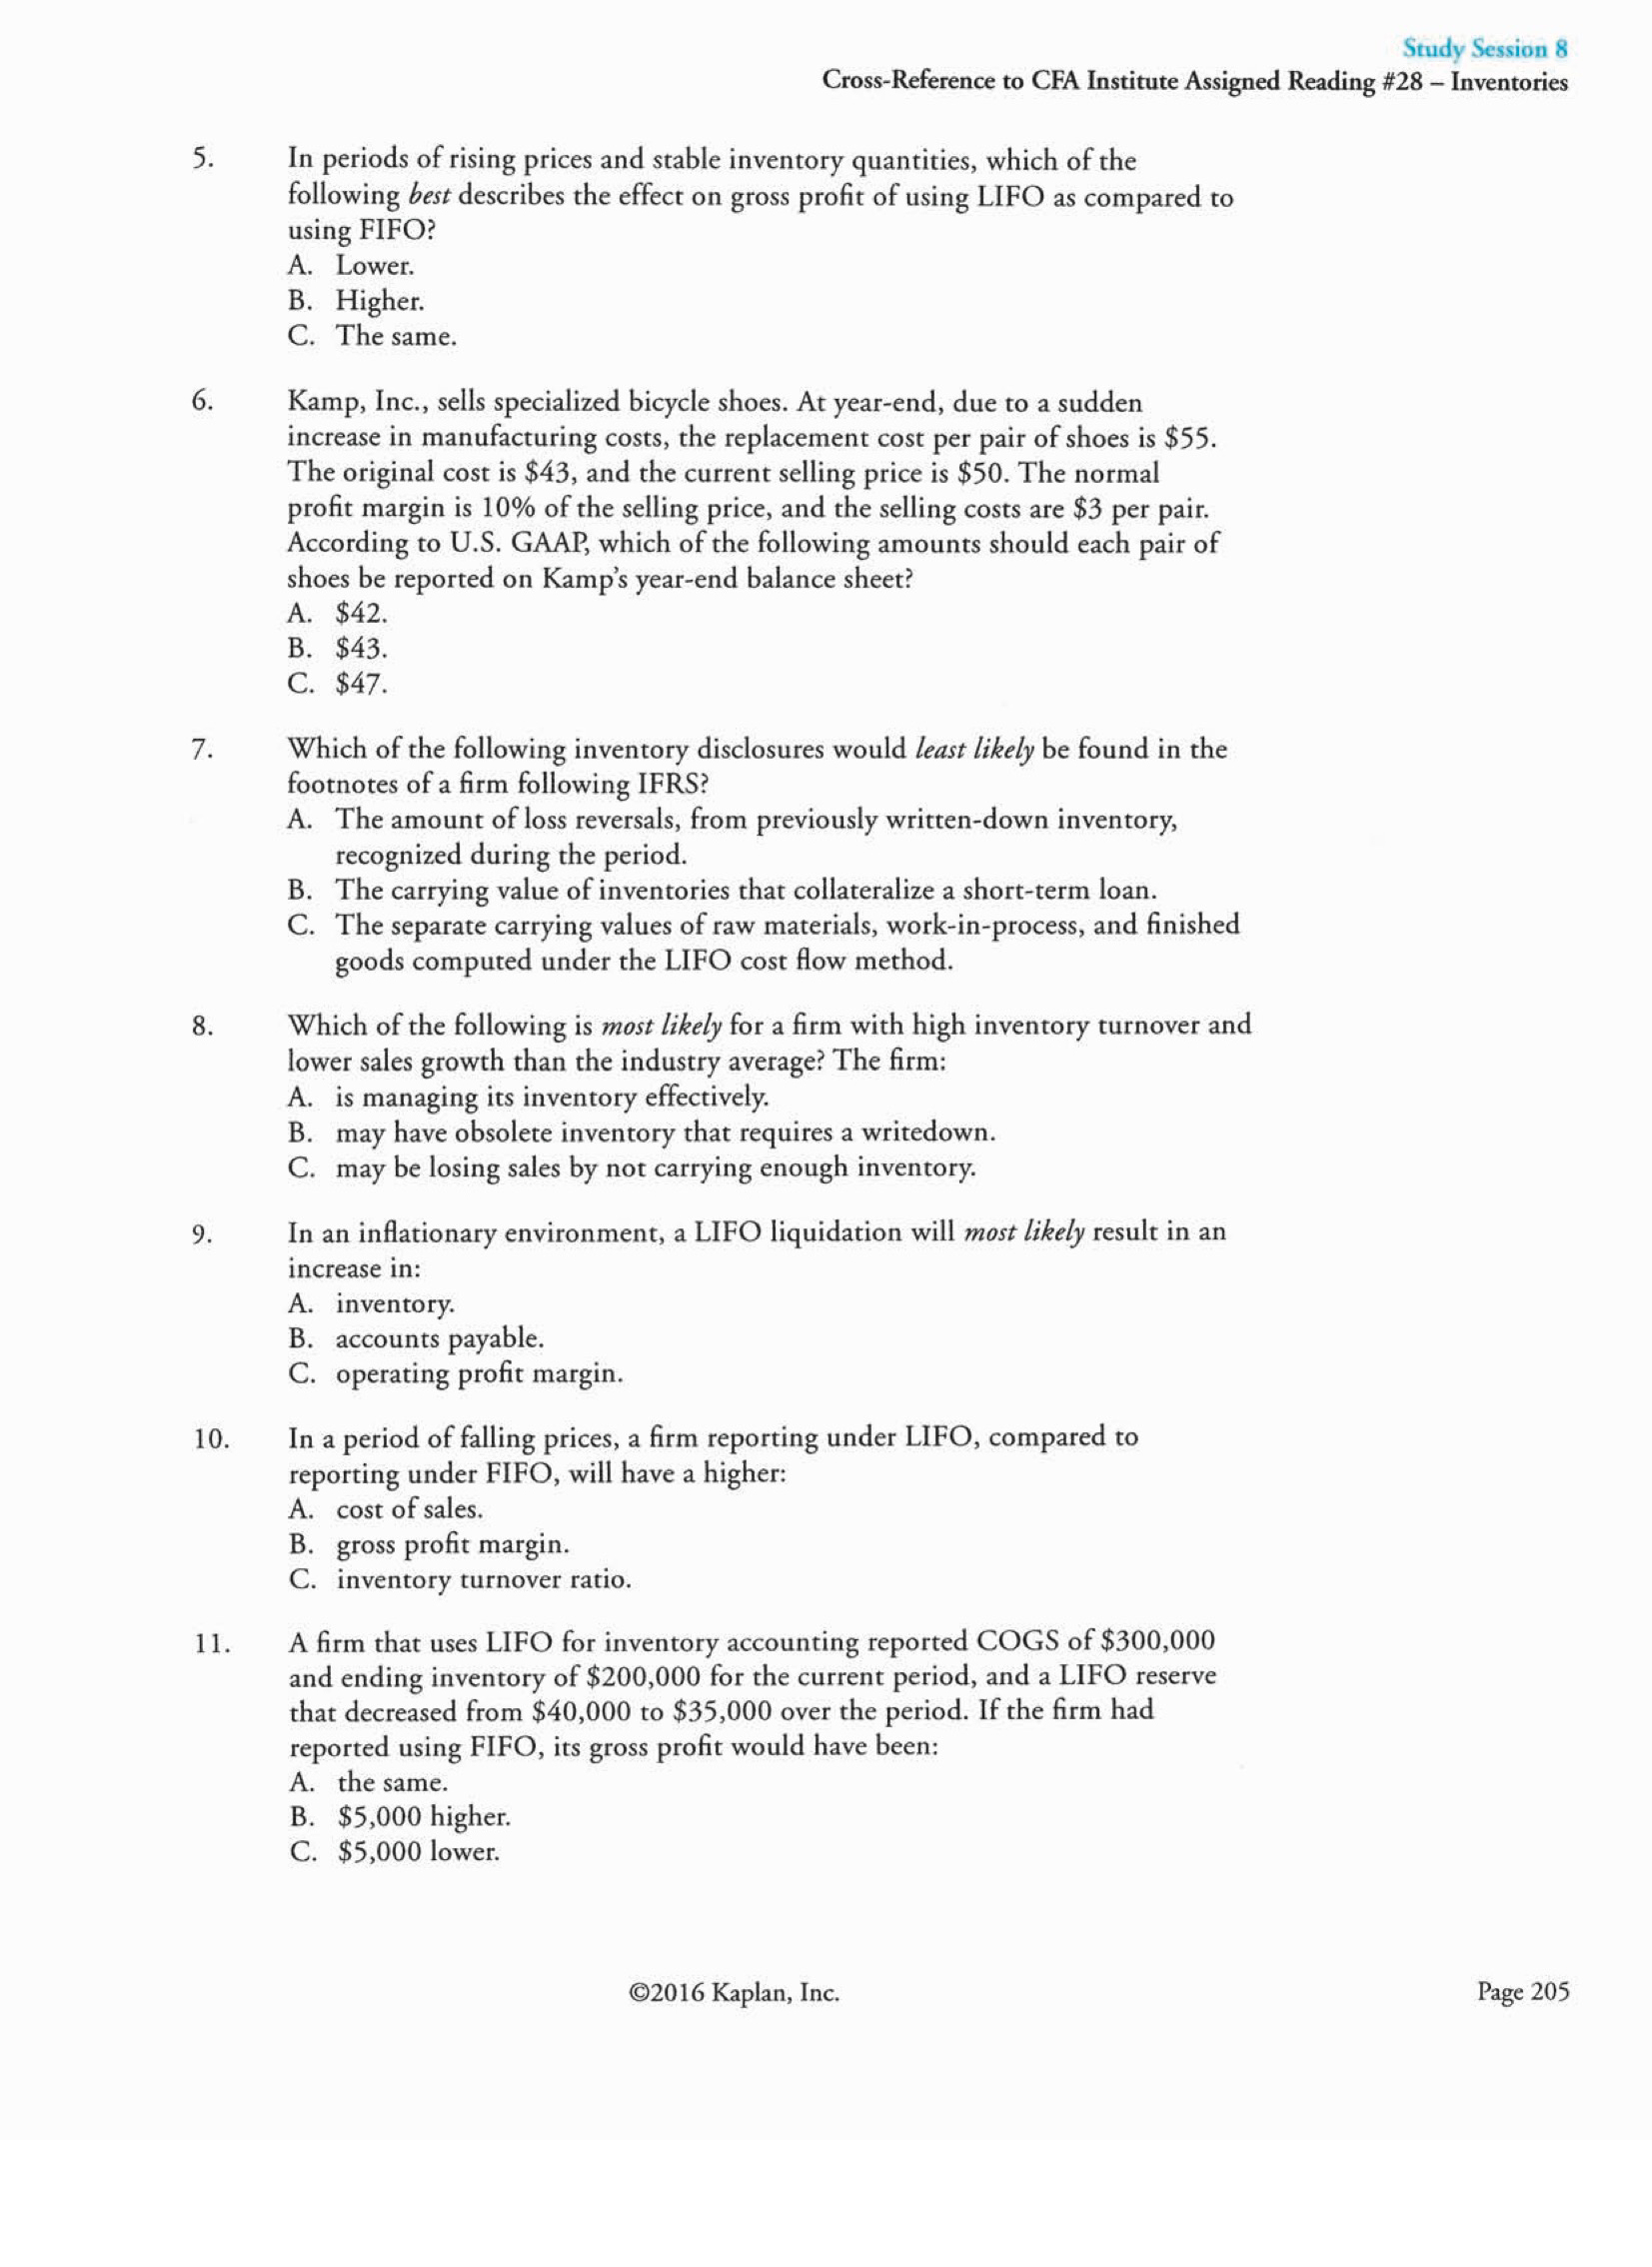 Study Session 8
Cross-Reference to CFA Institute Assigned Reading #28 – Inventories
5. In periods of rising prices and stable inventory quantities, which of the
following best describes the effect on gross profit of using LIFO as compared to
using FIFO?
A. Lower.
B. Higher.
C. The same.
6. Kamp, Inc., sells specialized bicycle shoes. At year-end, due to a sudden
increase in manufacturing costs, the replacement cost per pair of shoes is $55.
The original cost is $43, and the current selling price is $50. The normal
profit margin is 10% of the selling price, and the selling costs are $3 per pair.
According to U.S. GAAP, which of the following amounts should each pair of
shoes be reported on Kamp's year-end balance sheet?
A. $42.
B. $43.
C. $47.
7. Which of the following inventory disclosures would least likely be found in the
footnotes of a firm following IFRS?
A. The amount of loss reversals, from previously written-down inventory,
recognized during the period.
B. The carrying value of inventories that collateralize a short-term loan.
C. The separate carrying values of raw materials, work-in-process, and finished
goods computed under the LIFO cost flow method.
8. Which of the following is most likely for a firm with high inventory turnover and
lower sales growth than the industry average? The firm:
A. is managing its inventory effectively.
B. may have obsolete inventory that requires a writedown.
C. may be losing sales by not carrying enough inventory.
9. In an inflationary environment, a LIFO liquidation will most likely result in an
increase in:
A. inventory.
B. accounts payable.
C. operating profit margin.
10. In a period of falling prices, a firm reporting under LIFO, compared to
reporting under FIFO, will have a higher:
A. cost of sales.
B. gross profit margin.
C. inventory turnover ratio.
11. A firm that uses LIFO for inventory accounting reported COGS of $300,000
and ending inventory of $200,000 for the current period, and a LIFO reserve
that decreased from $40,000 to $35,000 over the period. If the firm had
reported using FIFO, its gross profit would have been:
A. the same.
B. $5,000 higher.
C. $5,000 lower.
©2016 Kaplan, Inc.
Page 205